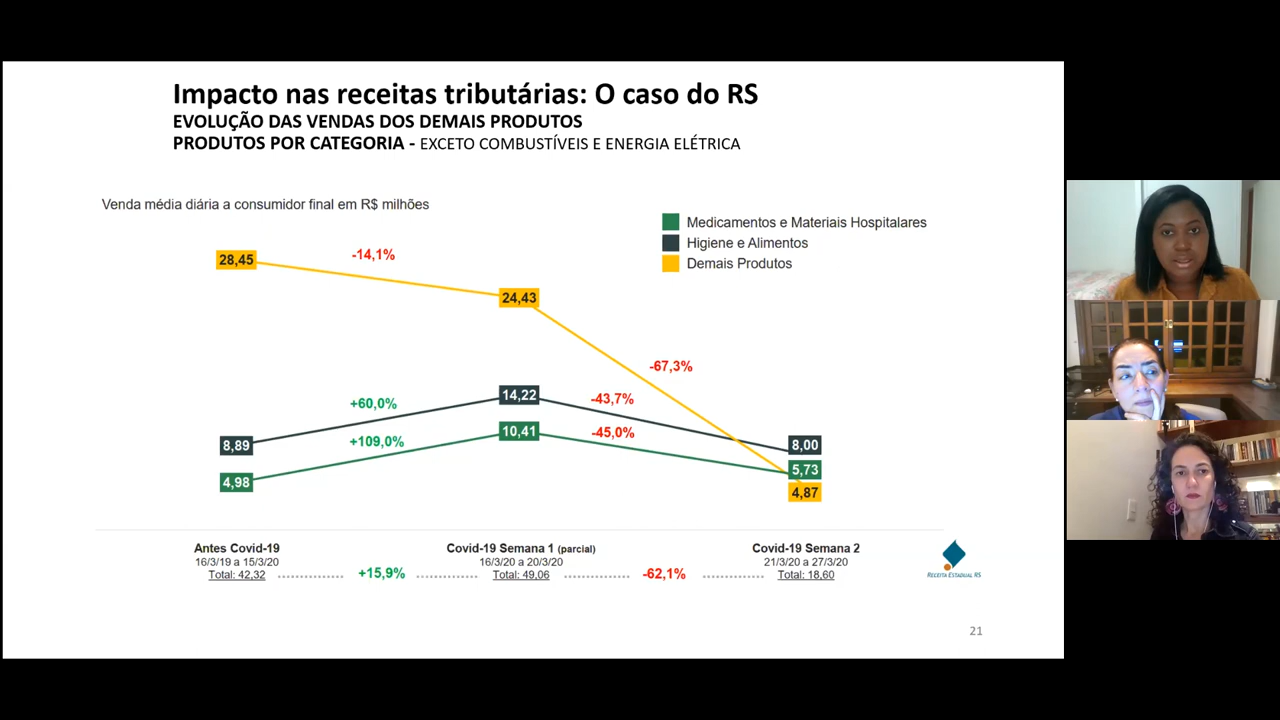 Impacto nas receitas tributárias: O caso do RS
EVOLUÇÃO DAS VENDAS DOS DEMAIS PRODUTOS
PRODUTOS POR CATEGORIA - EXCETO COMBUSTÍVEIS E ENERGIA ELÉTRICA
Venda média diária a consumidor final em R$ milhões
Medicamentos e Materiais Hospitalares
Higiene e Alimentos
Demais Produtos
28,45
-14,1%
24,43
-67,3%
+60,0%
14,22
-43,7%
8,89
+109,0%
10,41
-45,0%
8,00
4,98
5,73
4,87
Antes Covid-19
16/3/19 a 15/3/20
Total: 42,32
+15,9%
Covid-19 Semana 1 (parcial)
16/3/20 a 20/3/20
Total: 49,06
-62,1%
Covid-19 Semana 2
21/3/20 a 27/3/20
Total: 18,60
RECEITA ESTADUAL RS
21